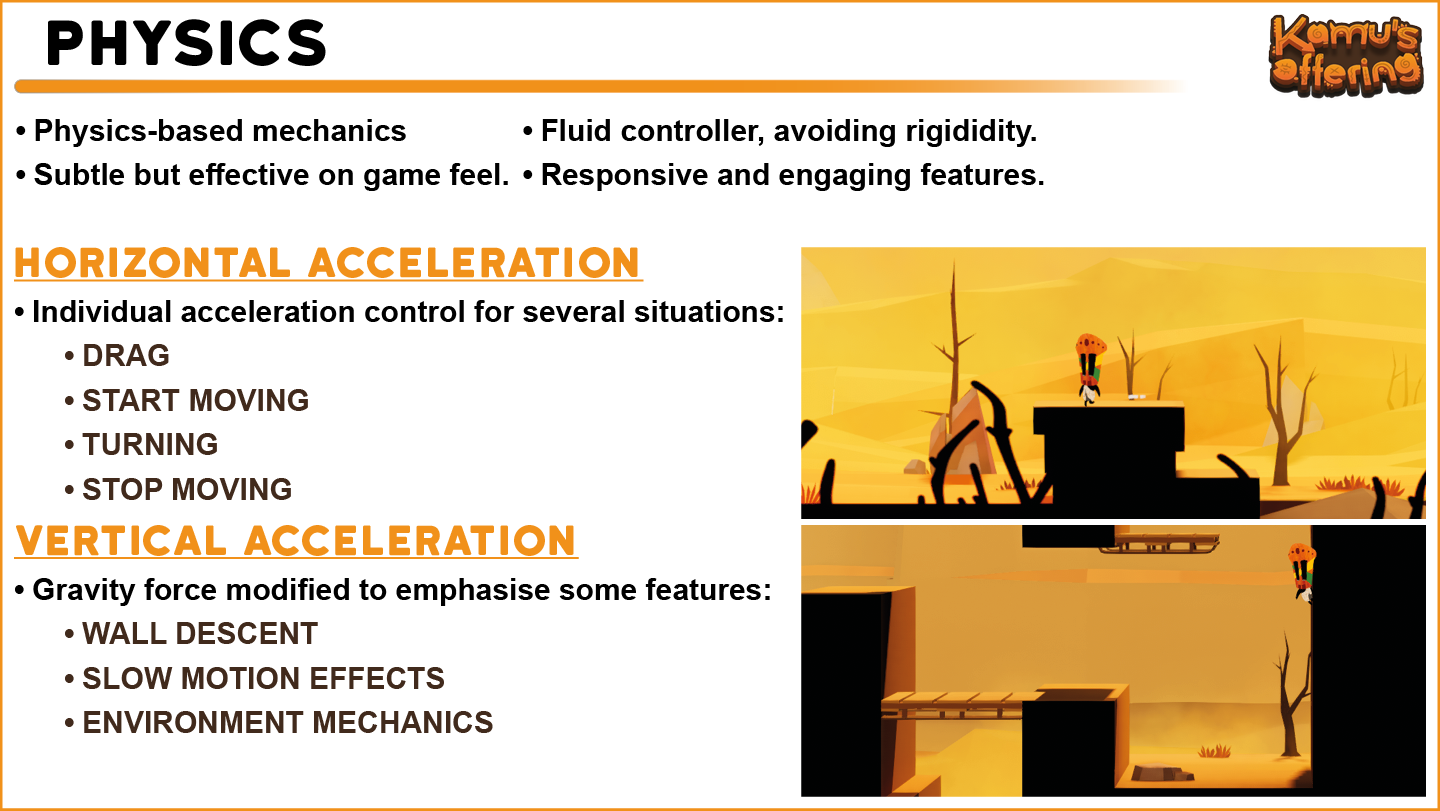 PHYSICS
Kamu's
offering
• Physics-based mechanics
• Subtle but effective on game feel.
• Fluid controller, avoiding rigididity.
• Responsive and engaging features.
HORIZONTAL ACCELERATION
• Individual acceleration control for several situations:
• DRAG
• START MOVING
• TURNING
• STOP MOVING
VERTICAL ACCELERATION
• Gravity force modified to emphasise some features:
• WALL DESCENT
• SLOW MOTION EFFECTS
• ENVIRONMENT MECHANICS